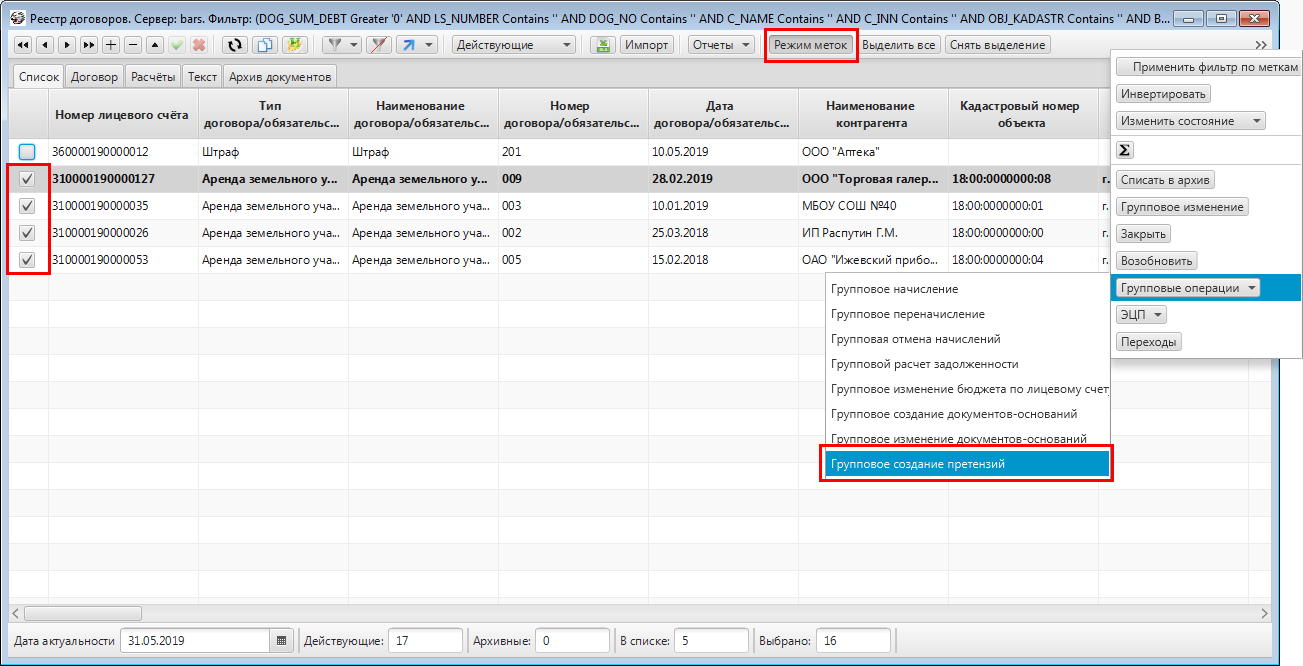 Реестр договоров. Сервер: bars. Фильтр: (DOG_SUM_DEBT Greater '0' AND LS_NUMBER Contains '' AND DOG_NO Contains '' AND C_NAME Contains '' AND C_INN Contains '' AND OBJ_KADASTR Contains '' AND B...
Действующие Импорт Отчеты Режим меток Выделить все Снять выделение
Список Договор Расчёты Текст Архив документов
Номер лицевого счёта Тип договора/обязательс... Наименование договора/обязательс... Номер договора/обязательс... Дата договора/обязательс... Наименование контрагента Кадастровый номер объекта
360000190000012 Штраф Штраф 201 10.05.2019 ООО "Аптека"
310000190000127 Аренда земельного у... Аренда земельного у... 009 28.02.2019 ООО "Торговая галер... 18:00:0000000:08 г.
310000190000035 Аренда земельного уча... Аренда земельного уча... 003 10.01.2019 МБОУ СОШ №40 18:00:0000000:01 г.
310000190000026 Аренда земельного уча... Аренда земельного уча... 002 25.03.2018 ИП Распутин Г.М. 18:00:0000000:00 г.
310000190000053 Аренда земельного уча... Аренда земельного уча... 005 15.02.2018 ОАО "Ижевский прибо... 18:00:0000000:04 г.
Применить фильтр по меткам
Инвертировать
Изменить состояние
Σ
Списать в архив
Групповое изменение
Закрыть
Возобновить
Групповые операции
ЭЦП
Переходы
Групповое начисление
Групповое переначисление
Групповая отмена начислений
Групповой расчет задолженности
Групповое изменение бюджета по лицевому счету
Групповое создание документов-оснований
Групповое изменение документов-оснований
Групповое создание претензий
Дата актуальности 31.05.2019 Действующие: 17 Архивные: 0 В списке: 5 Выбрано: 16